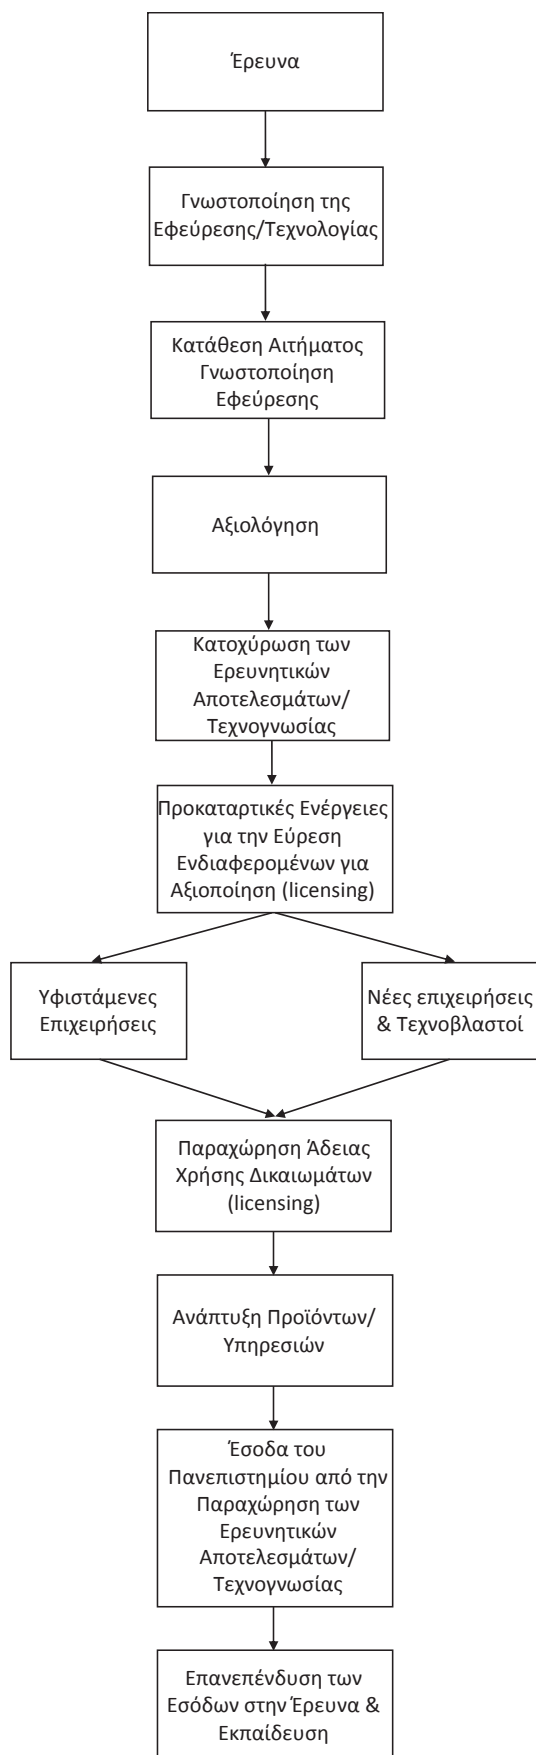 Έρευνα
Γνωστοποίηση της
Εφεύρεσης/Τεχνολογίας
Κατάθεση Αιτήματος
Γνωστοποίηση
Εφεύρεσης
Αξιολόγηση
Κατοχύρωση των
Ερευνητικών
Αποτελεσμάτων/
Τεχνογνωσίας
Προκαταρτικές Ενέργειες
για την Εύρεση
Ενδιαφερομένων για
Αξιοποίηση (licensing)
Υφιστάμενες
Επιχειρήσεις
Νέες επιχειρήσεις
& Τεχνοβλαστοί
Παραχώρηση Άδειας
Χρήσης Δικαιωμάτων
(licensing)
Ανάπτυξη Προϊόντων/
Υπηρεσιών
Έσοδα του
Πανεπιστημίου από την
Παραχώρηση των
Ερευνητικών
Αποτελεσμάτων/
Τεχνογνωσίας
Επανεπένδυση των
Εσόδων στην Έρευνα &
Εκπαίδευση